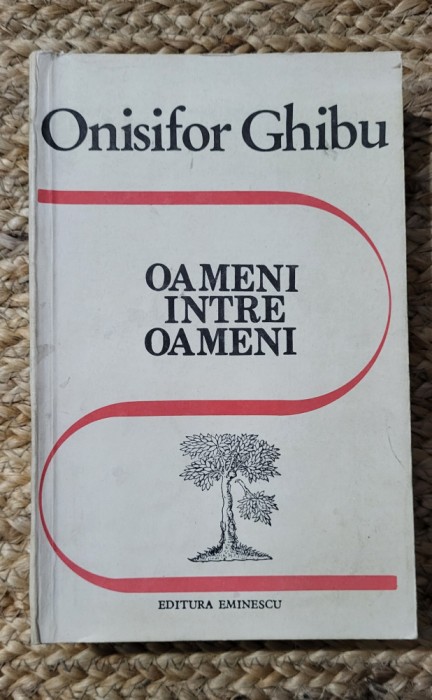 Onisifor Ghibu
OAMENI
INTRE
OAMENI
EDITURA EMINESCU